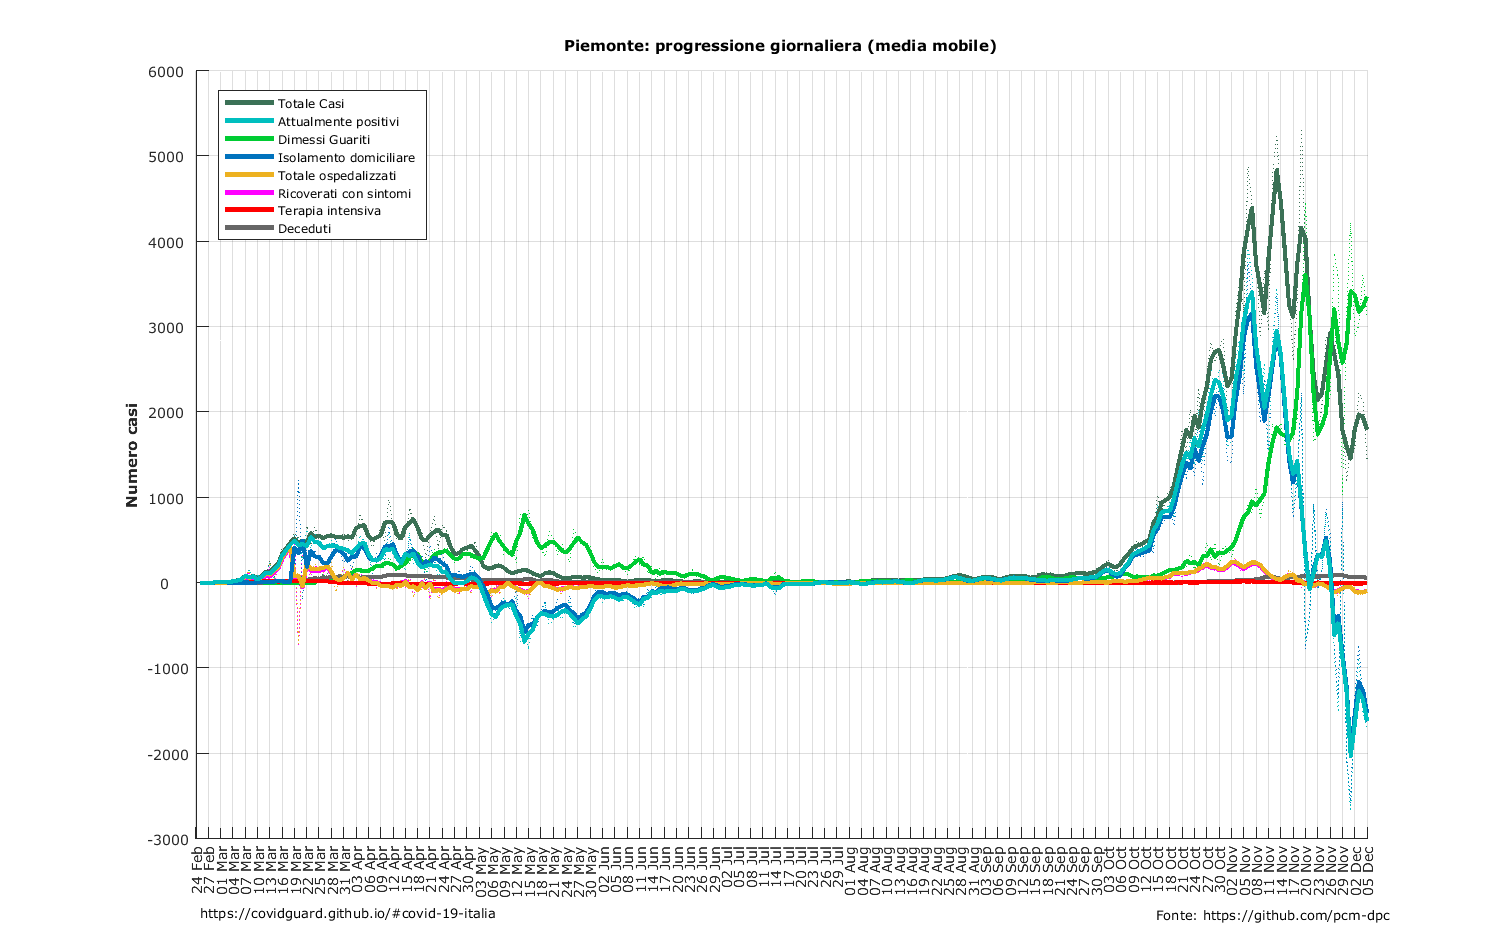 Piemonte: progressione giornaliera (media mobile)
6000
5000
4000
3000
2000
1000
0
-1000
-2000
-3000
Numero casi
Totale Casi
Attualmente positivi
Dimessi Guariti
Isolamento domiciliare
Totale ospedalizzati
Ricoverati con sintomi
Terapia intensiva
Deceduti
24 Feb
27 Feb
01 Mar
04 Mar
07 Mar
10 Mar
13 Mar
16 Mar
19 Mar
22 Mar
25 Mar
28 Mar
31 Mar
03 Apr
06 Apr
09 Apr
12 Apr
15 Apr
18 Apr
21 Apr
24 Apr
27 Apr
30 Apr
03 May
06 May
09 May
12 May
15 May
18 May
21 May
24 May
27 May
30 May
02 Jun
05 Jun
08 Jun
11 Jun
14 Jun
17 Jun
20 Jun
23 Jun
26 Jun
29 Jun
02 Jul
05 Jul
08 Jul
11 Jul
14 Jul
17 Jul
20 Jul
23 Jul
26 Jul
29 Jul
01 Aug
04 Aug
07 Aug
10 Aug
13 Aug
16 Aug
19 Aug
22 Aug
25 Aug
28 Aug
31 Aug
03 Sep
06 Sep
09 Sep
12 Sep
15 Sep
18 Sep
21 Sep
24 Sep
27 Sep
30 Sep
03 Oct
06 Oct
09 Oct
12 Oct
15 Oct
18 Oct
21 Oct
24 Oct
27 Oct
30 Oct
02 Nov
05 Nov
08 Nov
11 Nov
14 Nov
17 Nov
20 Nov
23 Nov
26 Nov
29 Nov
02 Dec
05 Dec
https://covidguard.github.io/#covid-19-italia
Fonte: https://github.com/pcm-dpc